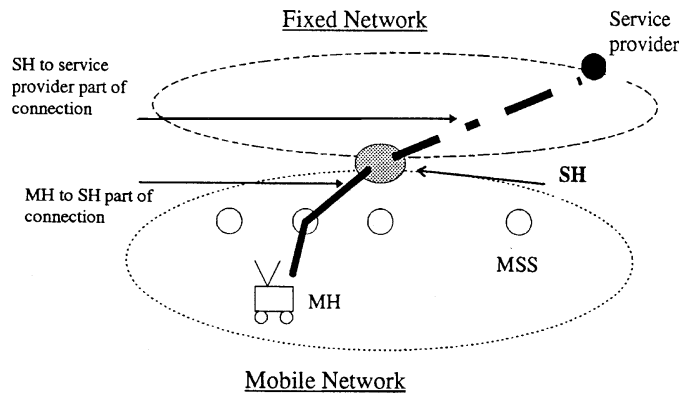 Fixed Network
Service
provider
SH to service
provider part of
connection
SH
MH to SH part of
connection
MSS
MH
Mobile Network